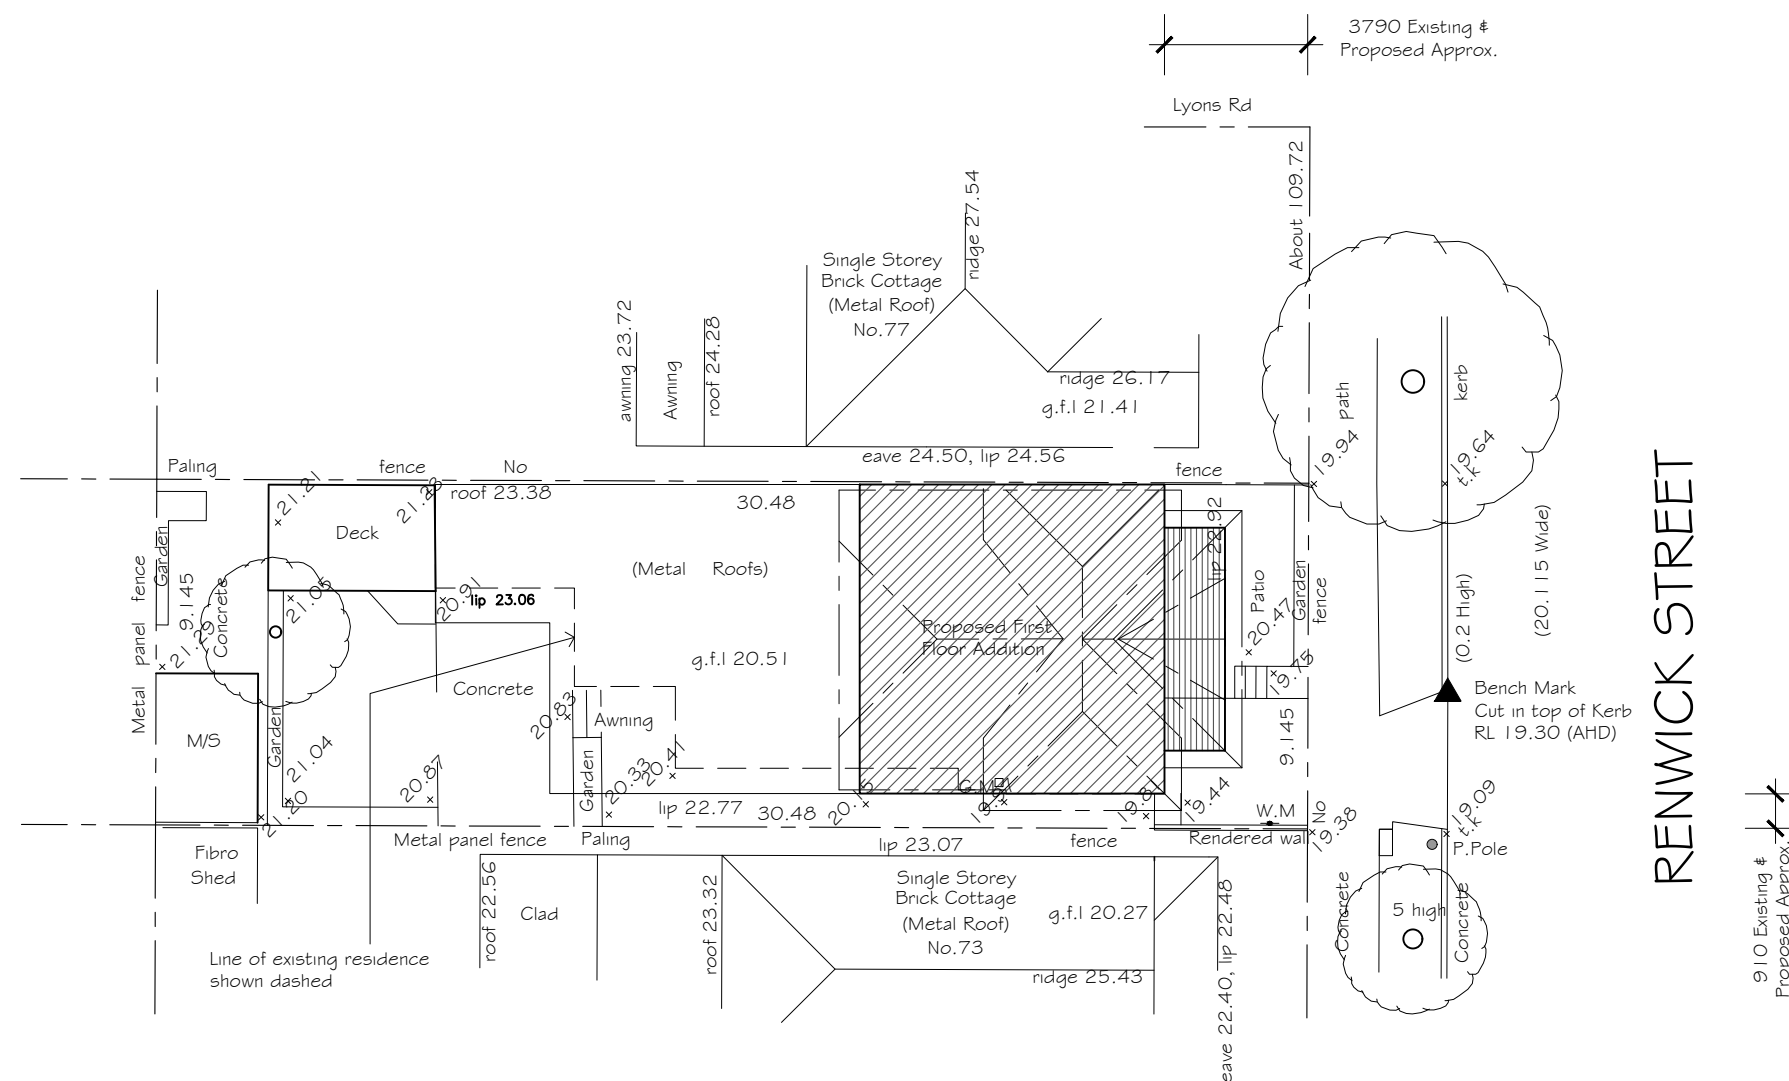 3790 Existing &
Proposed Approx.
Lyons Rd
About 109.72
ridge 27.54
Single Storey
Brick Cottage
(Metal Roof)
No.77
awning 23.72
Awning
roof 24.28
ridge 26.17
g.f.l 21.41
eave 24.50, lip 24.56
path
kerb
19.94
19.64
t.k
Paling
fence
No
fence
roof 23.38
30.48
21.21
21.28
Deck
lip 22.92
Garden
Metal panel fence
9.145
Concrete
21.05
20.91
lip 23.06
(Metal Roofs)
Patio
Garden
fence
20.47
(0.2 High)
(20.115 Wide)
RENWICK STREET
21.29
Proposed First
Floor Addition
g.f.l 20.51
19.75
Concrete
M/S
Garden
20.83
Awning
Bench Mark
Cut in top of Kerb
RL 19.30 (AHD)
9.145
21.04
20.87
21.20
Garden
20.33
20.41
lip 22.77
30.48
19.44
W.M
No
19.38
19.09
t.k
P.Pole
Metal panel fence
Paling
lip 23.07
fence
Rendered wall
Fibro
Shed
roof 22.56
Clad
roof 23.32
Single Storey
Brick Cottage
(Metal Roof)
No.73
g.f.l 20.27
ridge 25.43
eave 22.40, lip 22.48
Concrete
5 high
Concrete
Line of existing residence
shown dashed
910 Existing &
Proposed Approx.